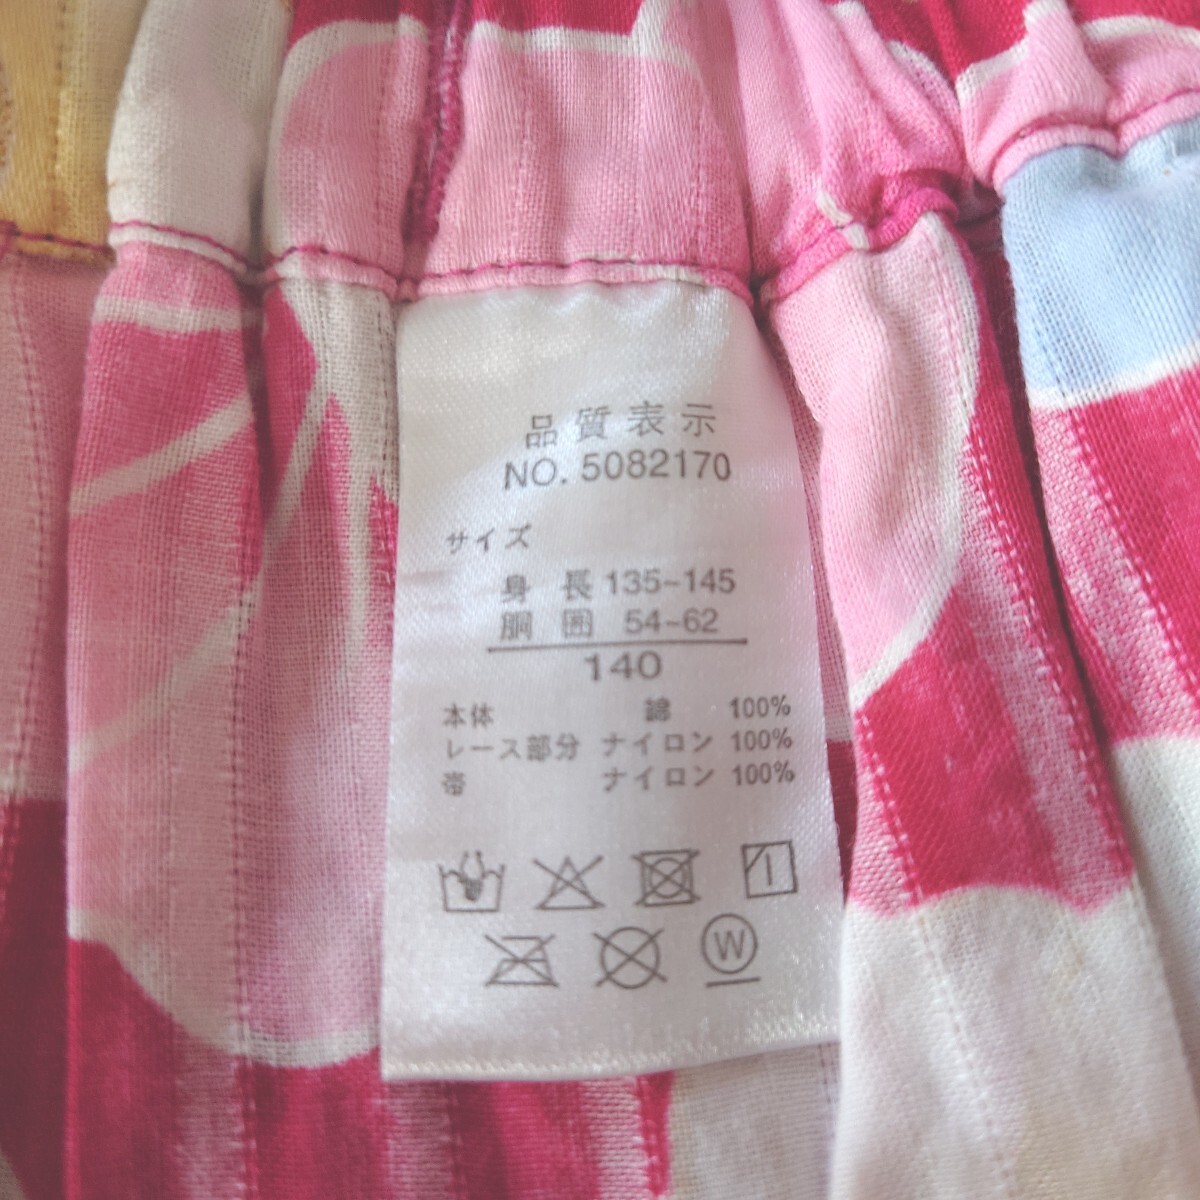 品質表示
NO. 5082170
サイズ
身 長 135~145
胴 囲 54~62
140
本体 綿 100%
レース部分 ナイロン 100%
帯 ナイロン 100%
W